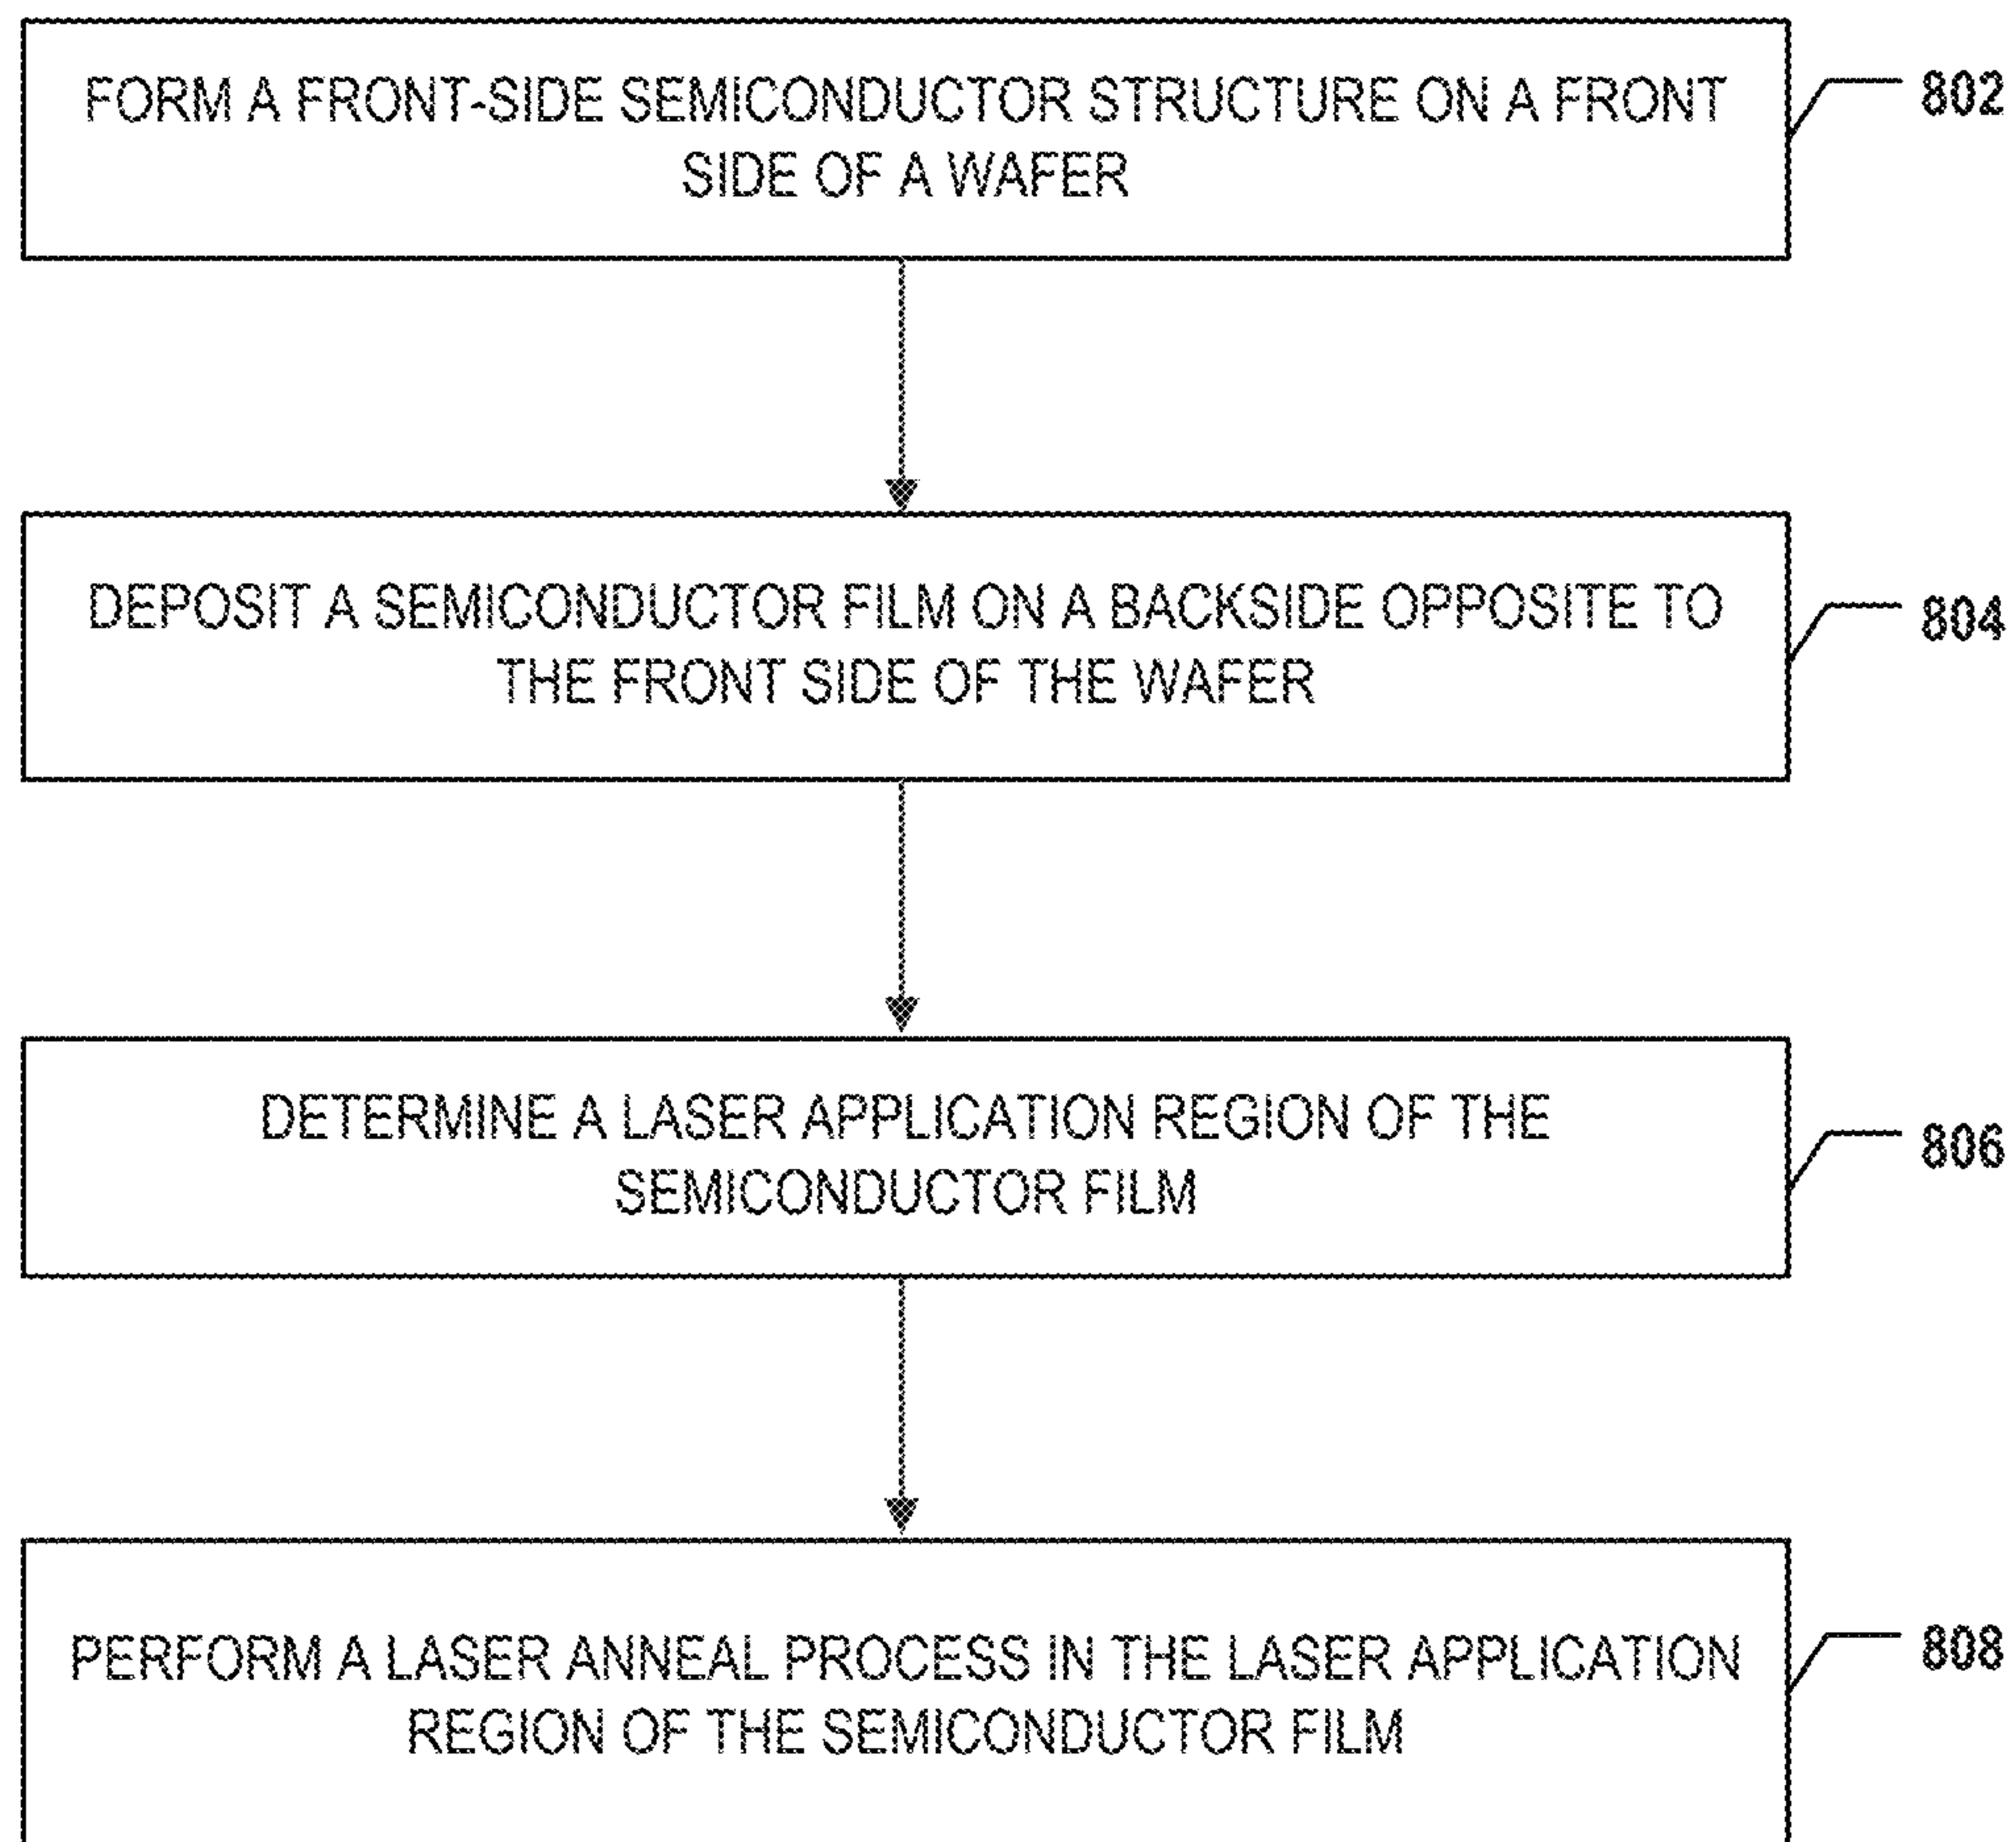 FORM A FRONT-SIDE SEMICONDUCTOR STRUCTURE ON A FRONT
SIDE OF A WAFER
802
DEPOSIT A SEMICONDUCTOR FILM ON A BACKSIDE OPPOSITE TO
THE FRONT SIDE OF THE WAFER
804
DETERMINE A LASER APPLICATION REGION OF THE
SEMICONDUCTOR FILM
806
PERFORM A LASER ANNEAL PROCESS IN THE LASER APPLICATION
REGION OF THE SEMICONDUCTOR FILM
808